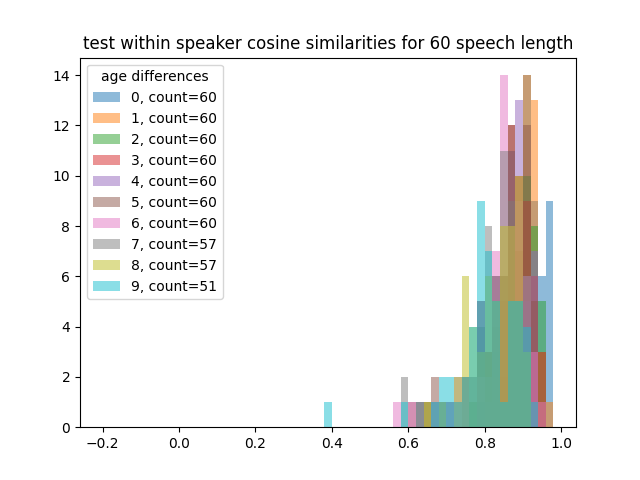 test within speaker cosine similarities for 60 speech length
age differences
0, count=60
1, count=60
2, count=60
3, count=60
4, count=60
5, count=60
6, count=60
7, count=57
8, count=57
9, count=51
14
12
10
8
6
4
2
0
−0.2 0.0 0.2 0.4 0.6 0.8 1.0